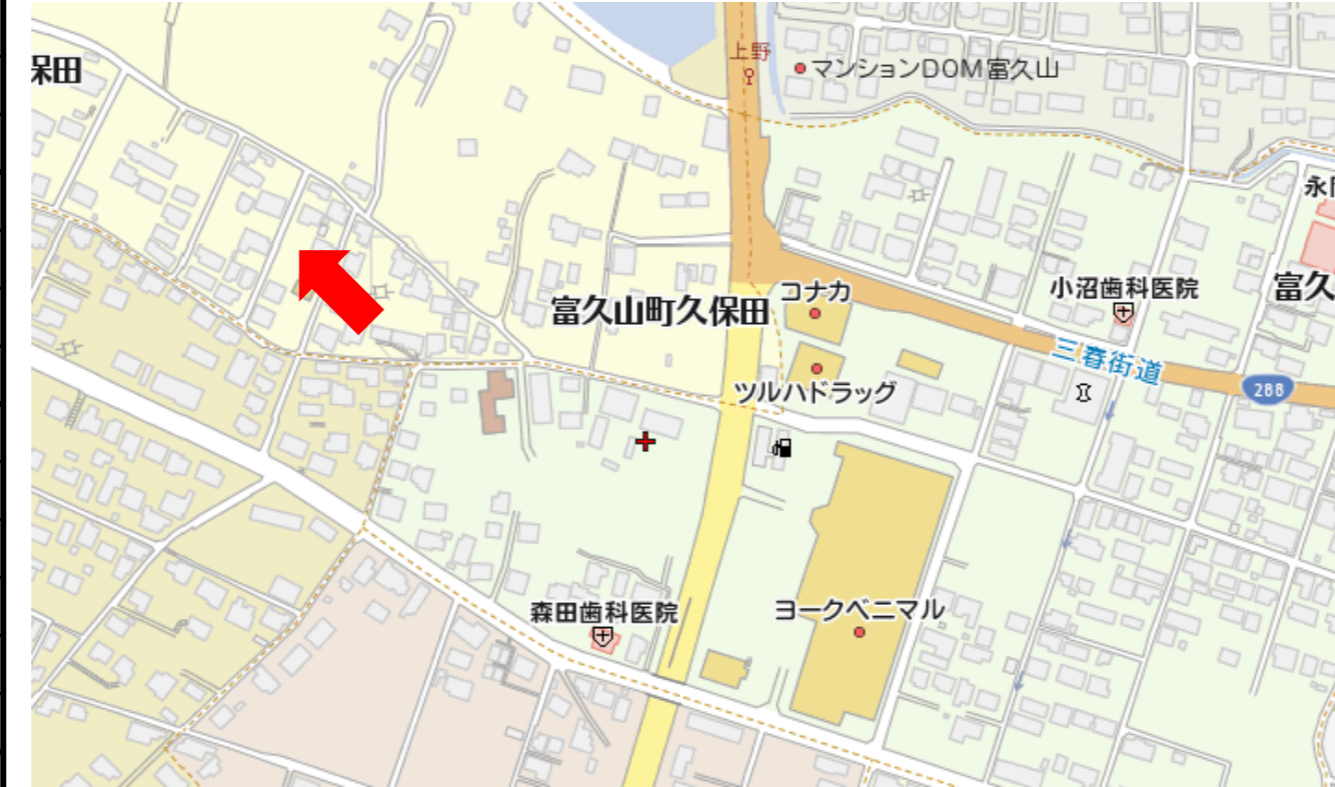 上野
マンションDOM富久山
保田
永
小沼歯科医院
富久
コナカ
富久山町久保田
三春街道
288
ツルハドラッグ
ヨークベニマル
森田歯科医院